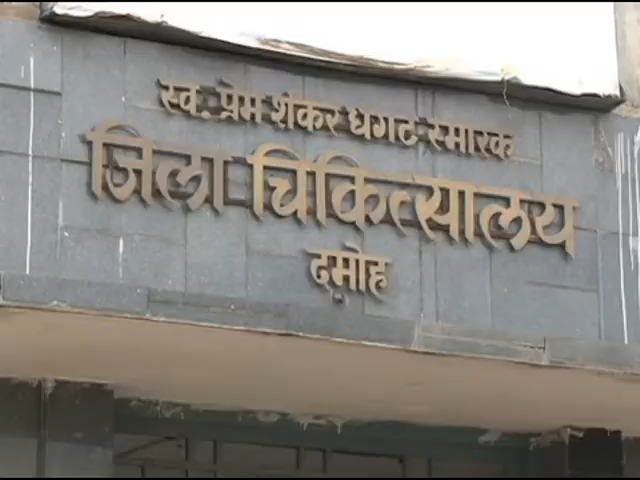 स्व. प्रेम शंकर धगट स्मारक
जिला चिकित्सालय
दमोह